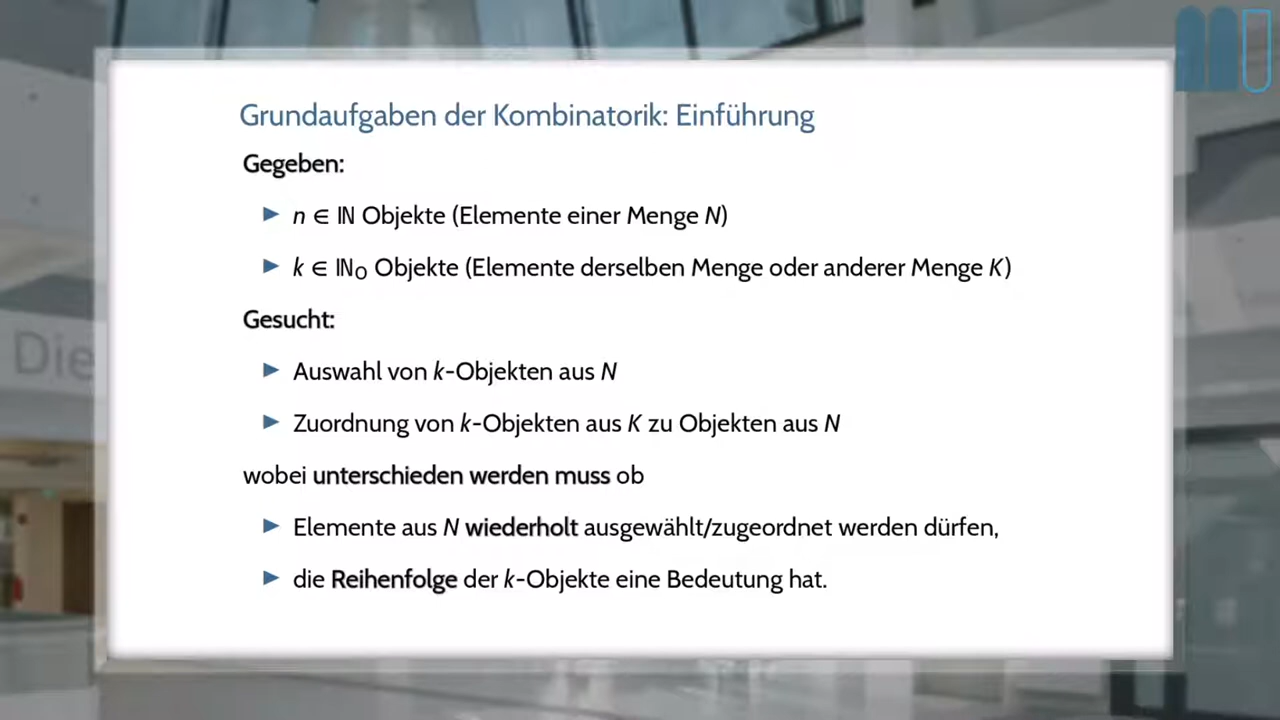 Grundaufgaben der Kombinatorik: Einführung
Gegeben:
► n ∈ ℕ Objekte (Elemente einer Menge N)
► k ∈ ℕ₀ Objekte (Elemente derselben Menge oder anderer Menge K)
Gesucht:
► Auswahl von k-Objekten aus N
► Zuordnung von k-Objekten aus K zu Objekten aus N
wobei unterschieden werden muss ob
► Elemente aus N wiederholt ausgewählt/zugeordnet werden dürfen,
► die Reihenfolge der k-Objekte eine Bedeutung hat.
Die